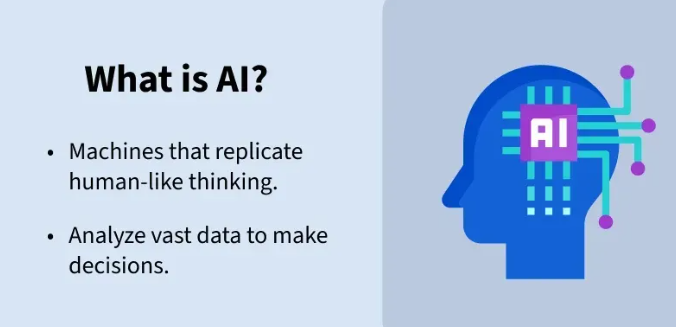 What is AI?
• Machines that replicate
human-like thinking.
• Analyze vast data to make
decisions.
AI